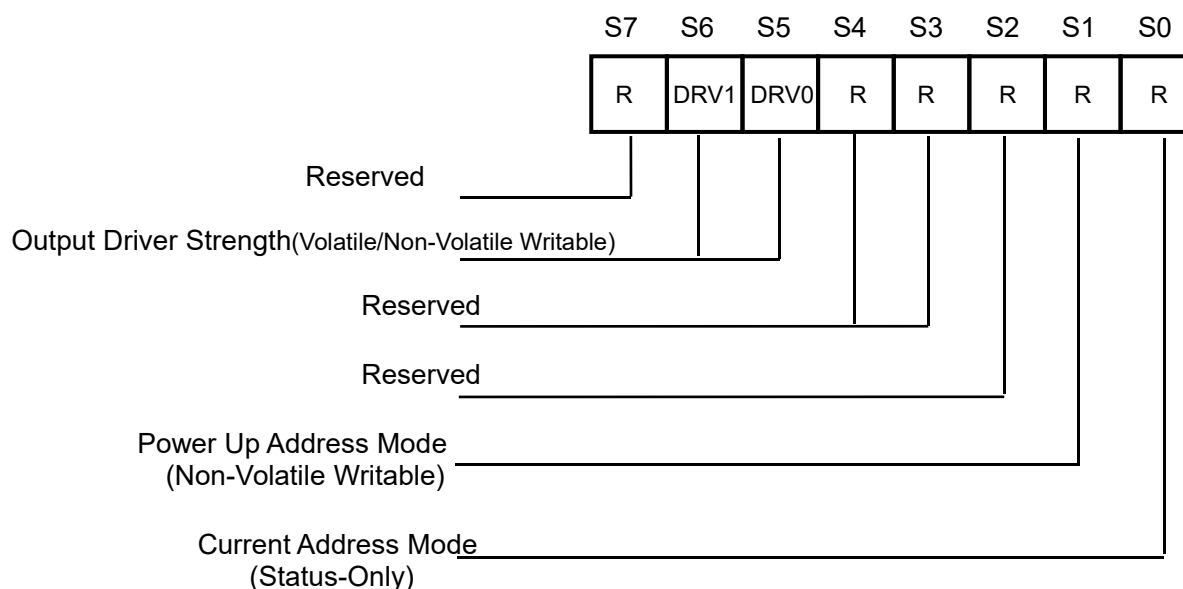 S7 S6 S5 S4 S3 S2 S1 S0
R DRV1 DRV0 R R R R R
Reserved
Output Driver Strength(Volatile/Non-Volatile Writable)
Reserved
Reserved
Power Up Address Mode
(Non-Volatile Writable)
Current Address Mode
(Status-Only)